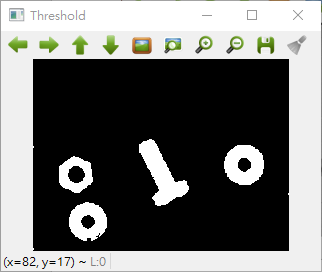 Threshold
(x=82, y=17) ~ L:0